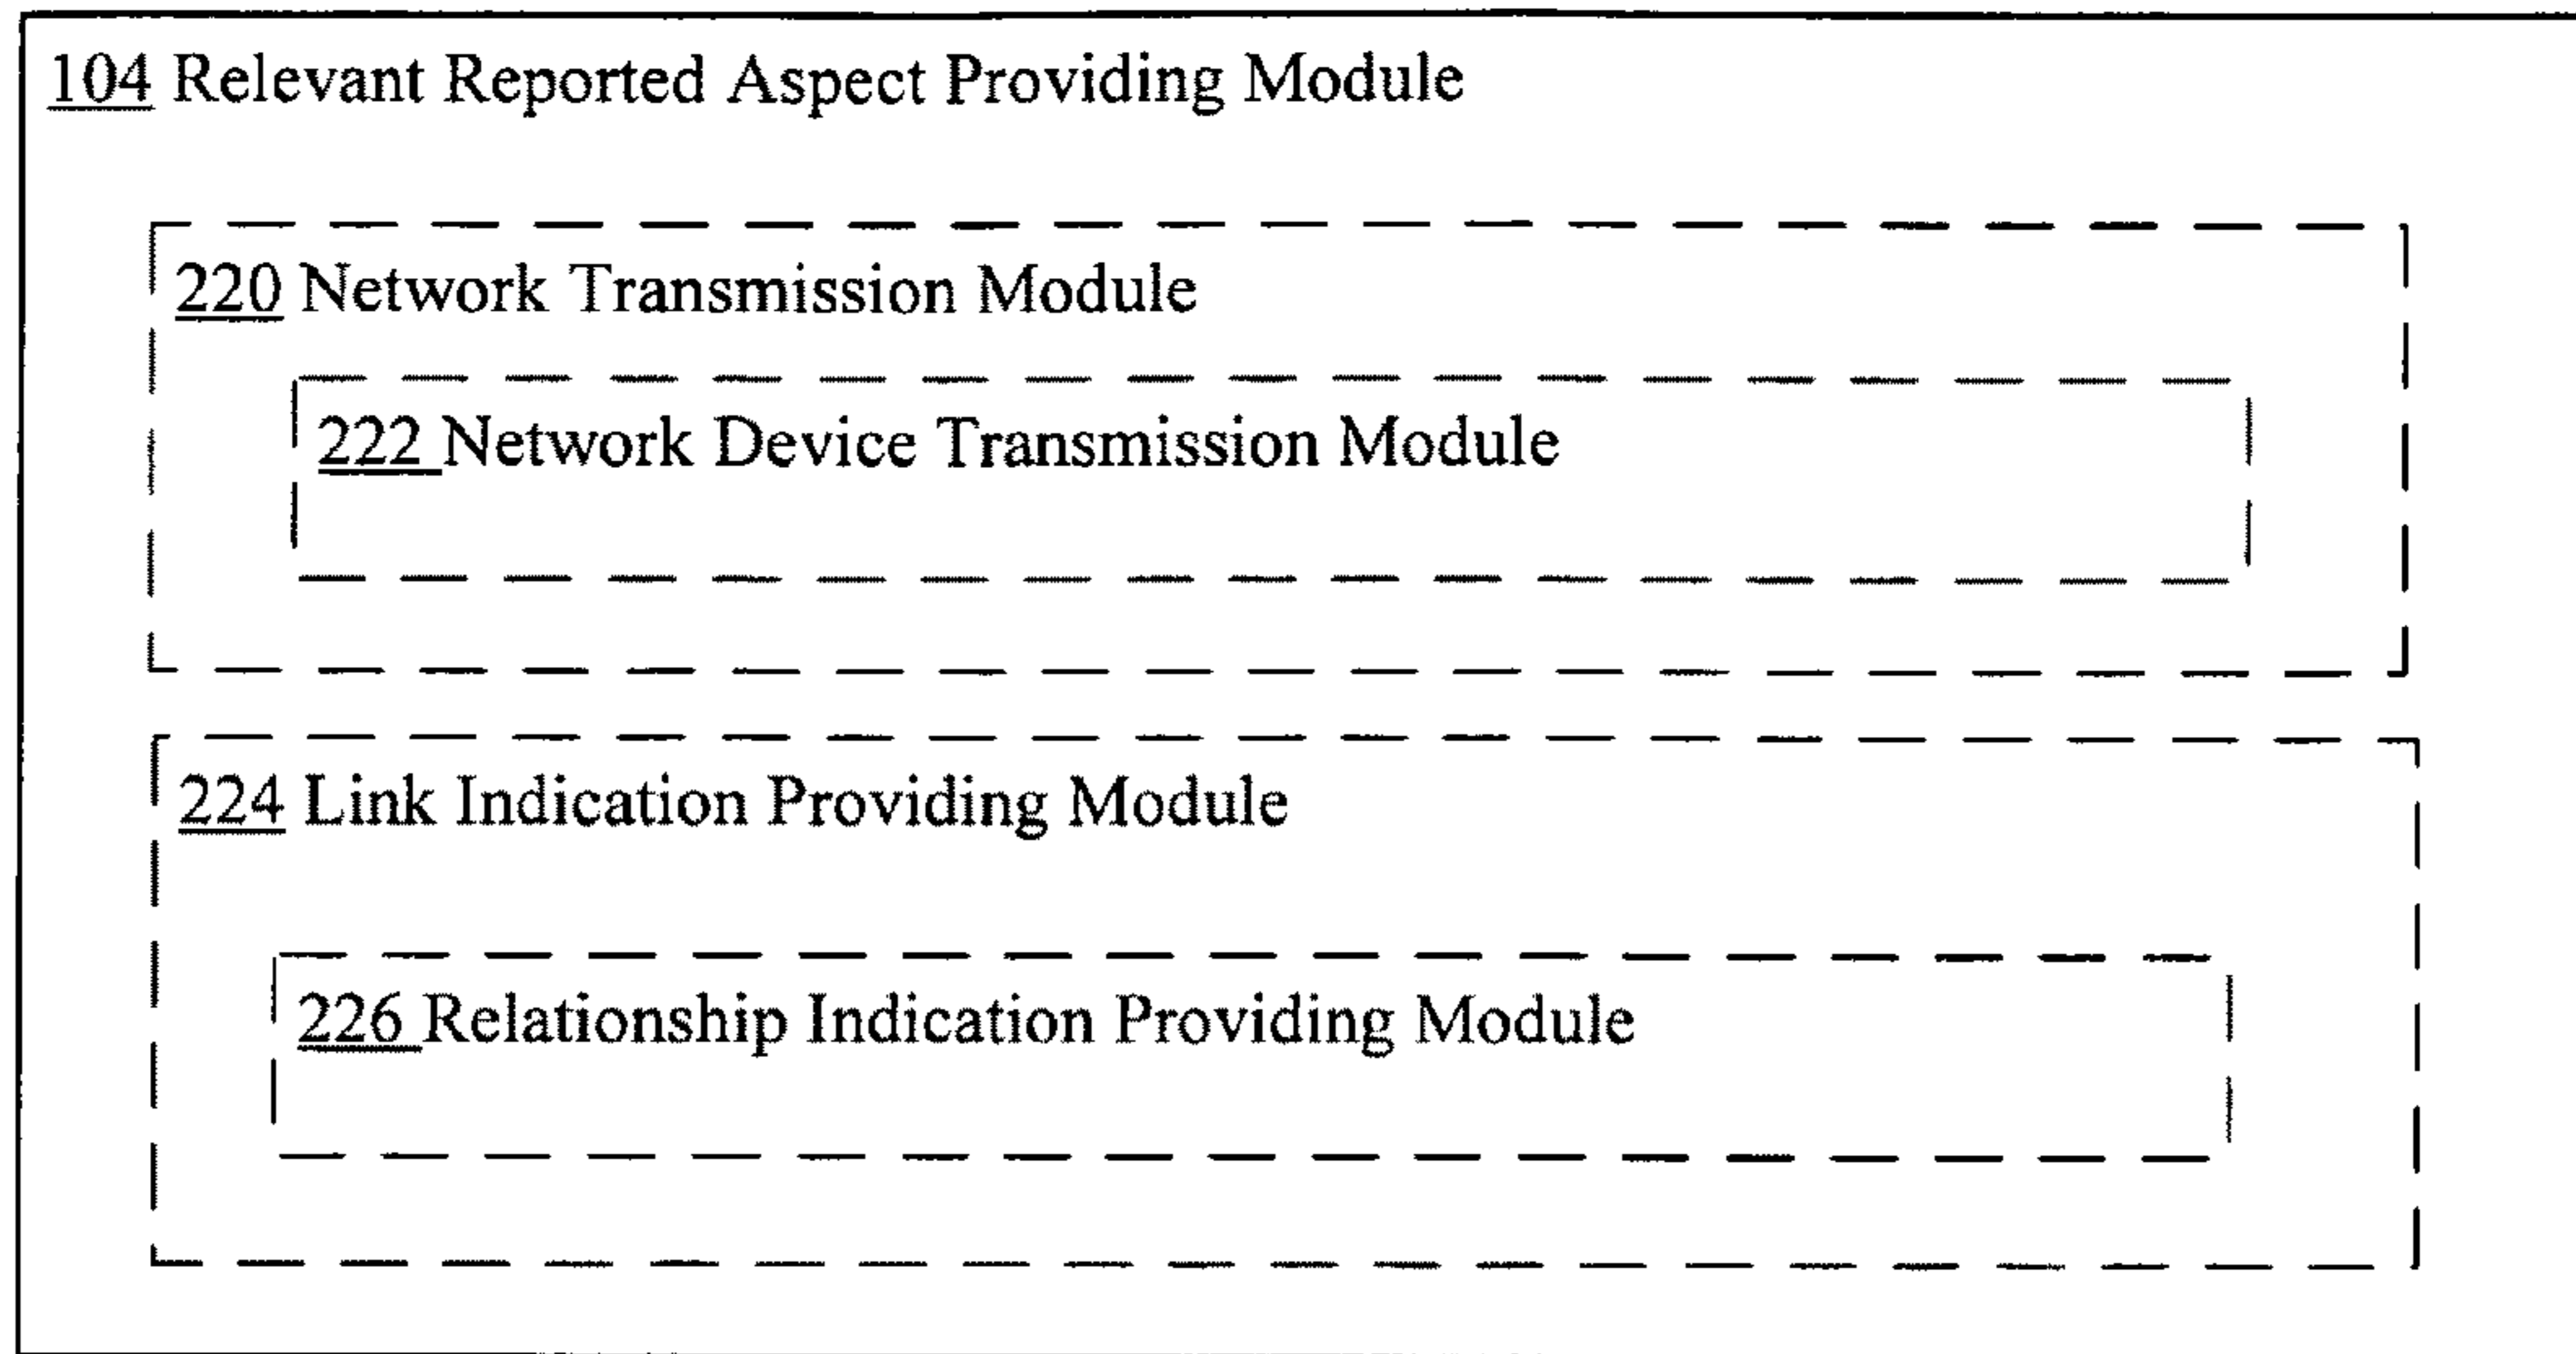 104 Relevant Reported Aspect Providing Module
220 Network Transmission Module
222 Network Device Transmission Module
224 Link Indication Providing Module
226 Relationship Indication Providing Module